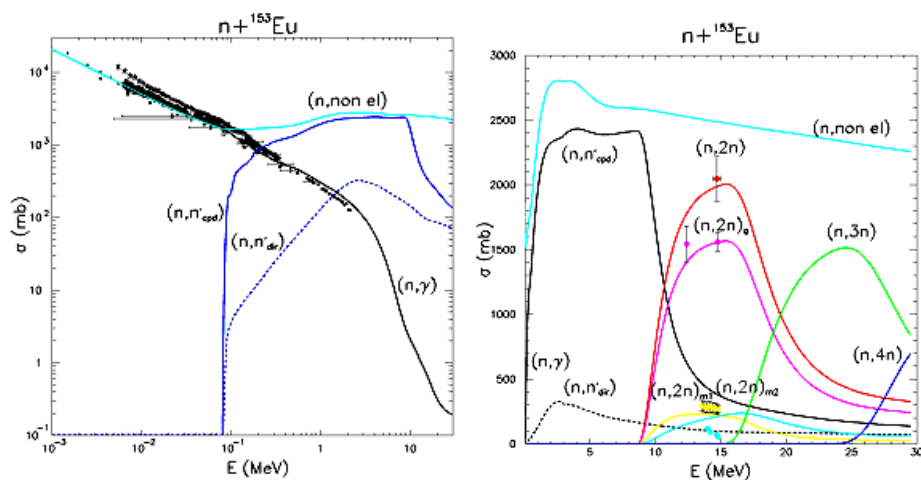 n+¹⁵³Eu
σ (mb)
10⁴
10³
10²
10
1
10⁻¹
(n,non el)
(n,n'cpd)
(n,n'dir)
(n,γ)
10⁻³ 10⁻² 10⁻¹ 1 10
E (MeV)
n+¹⁵³Eu
σ (mb)
3000
2500
2000
1500
1000
500
0
(n,non el)
(n,n'cpd)
(n,2n)
(n,2n)g
(n,3n)
(n,4n)
(n,γ)
(n,n'dir)
(n,2n)m1 (n,2n)m2
0 5 10 15 20 25 30
E (MeV)